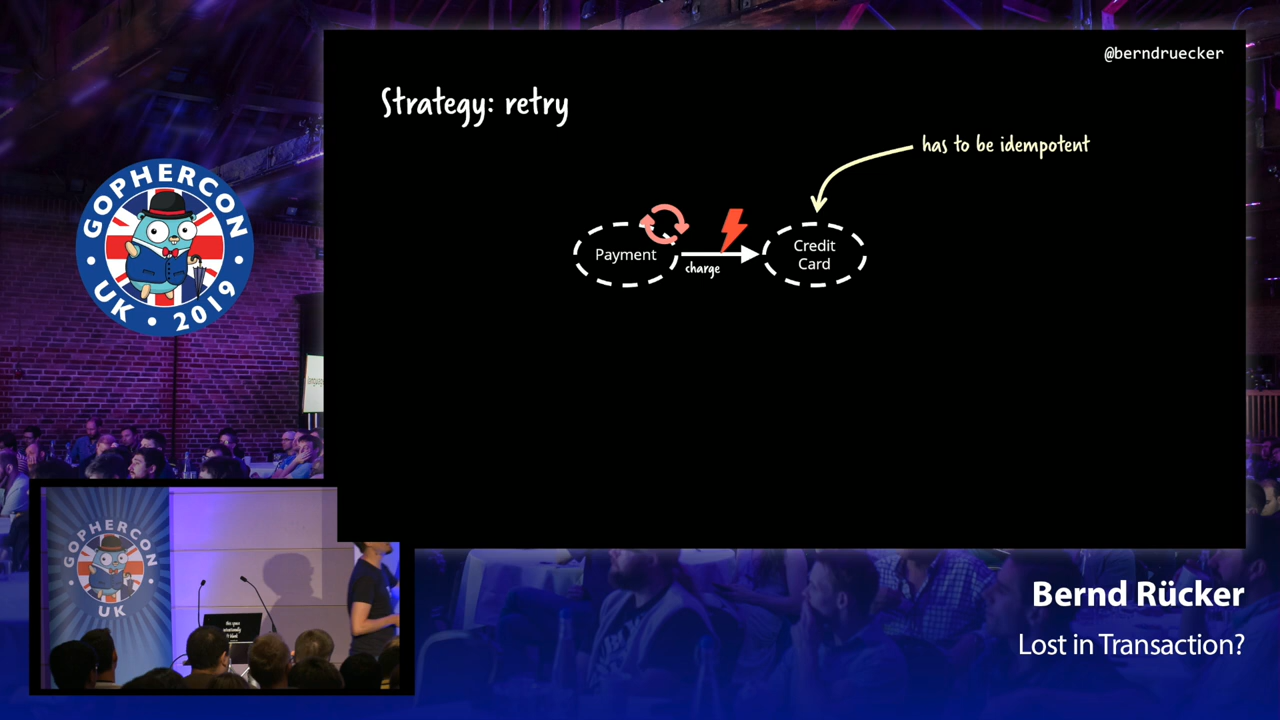 @berndruecker
Strategy: retry
has to be idempotent
Payment
charge
Credit
Card
GOPHERCON
UK • 2019
GOPHERCON
UK
Bernd Rücker
Lost in Transaction?